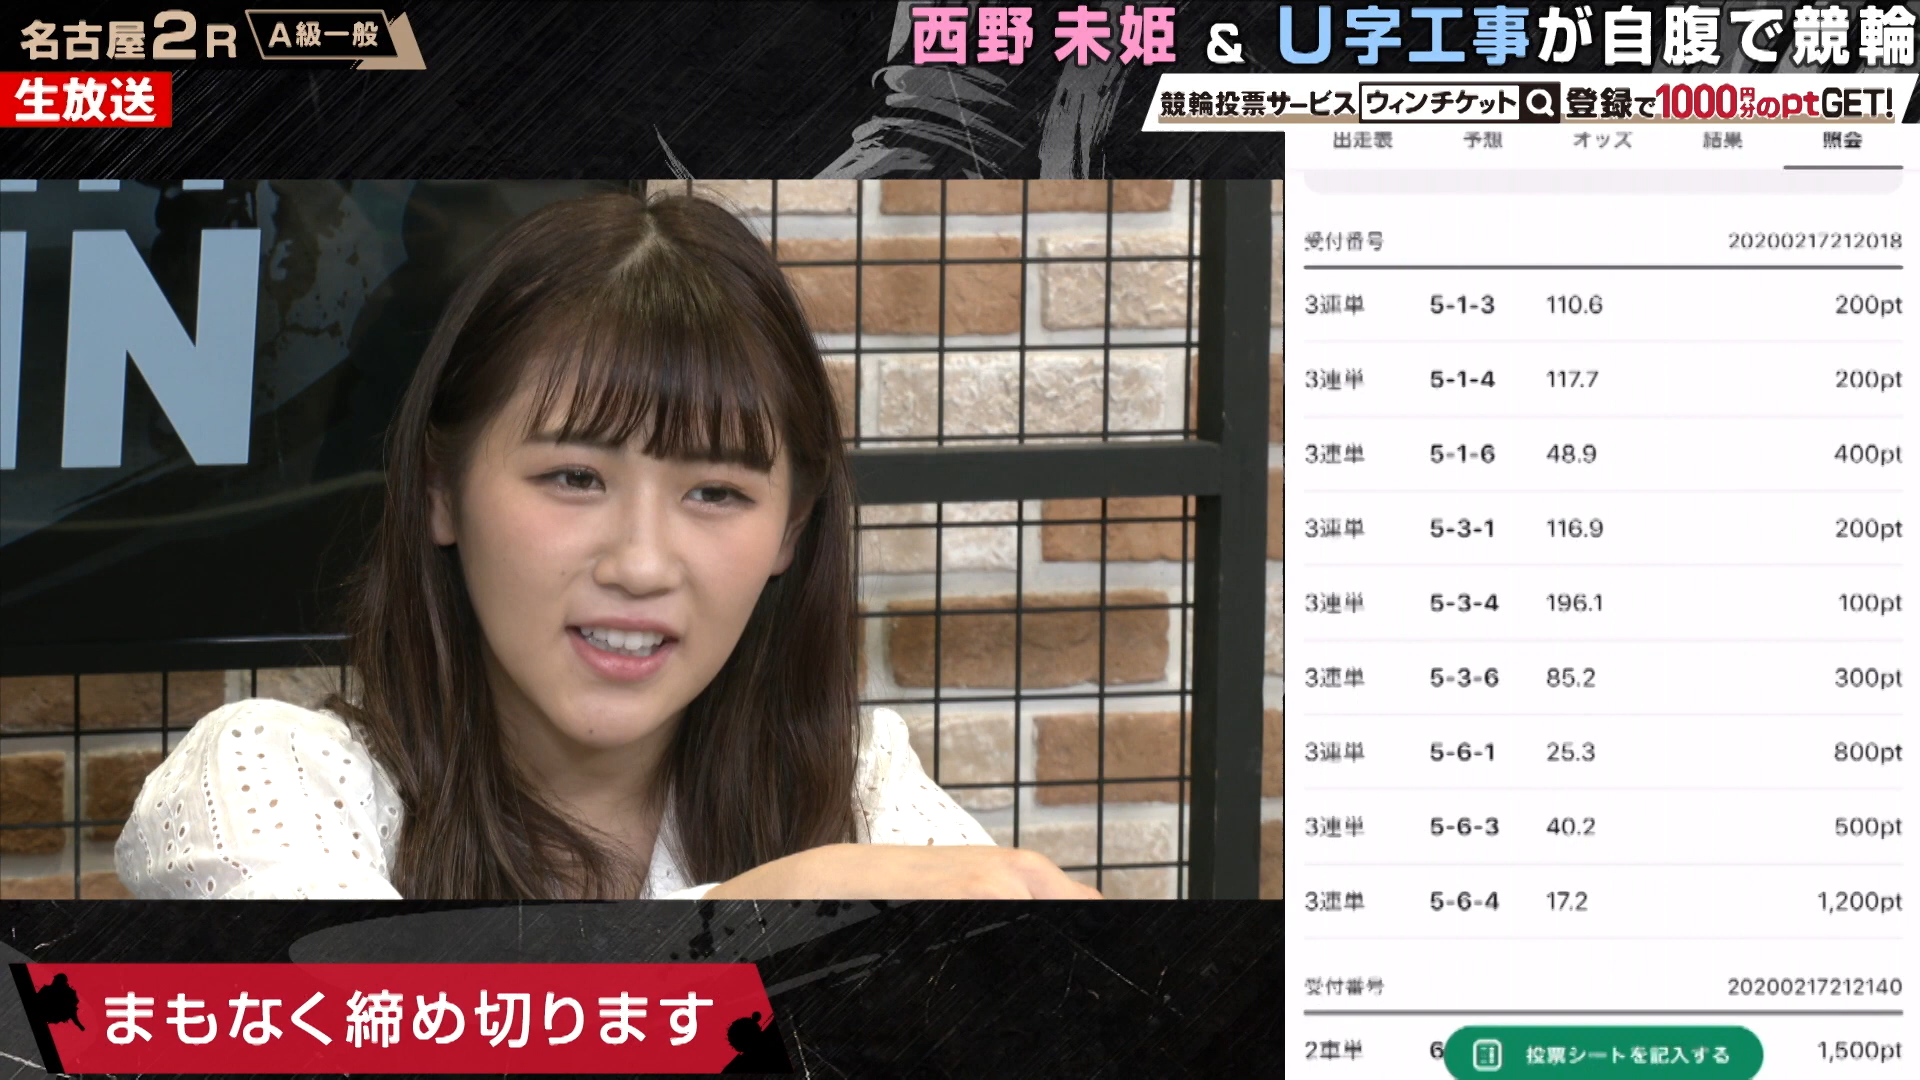 名古屋2R A級一般
西野 未姫 & U字工事が自腹で競輪
生放送
競輪投票サービス ウィンチケット 登録で1000円分のptGET!
出走表 予想 オッズ 結果 照会
IN
受付番号 20200217212018
3連単 5-1-3 110.6 200pt
3連単 5-1-4 117.7 200pt
3連単 5-1-6 48.9 400pt
3連単 5-3-1 116.9 200pt
3連単 5-3-4 196.1 100pt
3連単 5-3-6 85.2 300pt
3連単 5-6-1 25.3 800pt
3連単 5-6-3 40.2 500pt
3連単 5-6-4 17.2 1,200pt
受付番号 20200217212140
2車単 6 1,500pt
投票シートを記入する
まもなく締め切ります